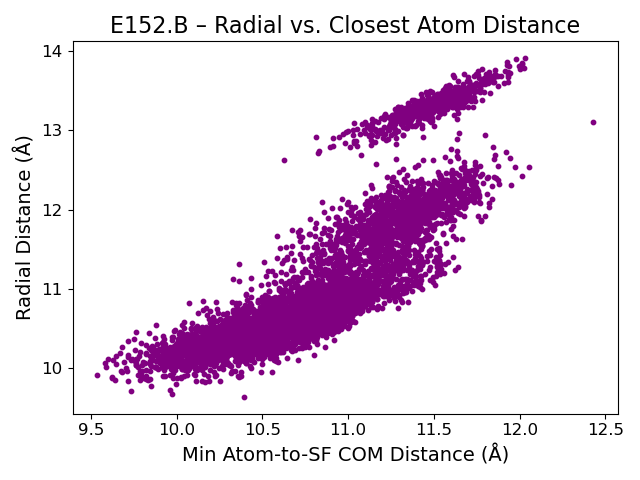 E152.B – Radial vs. Closest Atom Distance
14
13
12
11
10
Radial Distance (Å)
9.5 10.0 10.5 11.0 11.5 12.0 12.5
Min Atom-to-SF COM Distance (Å)